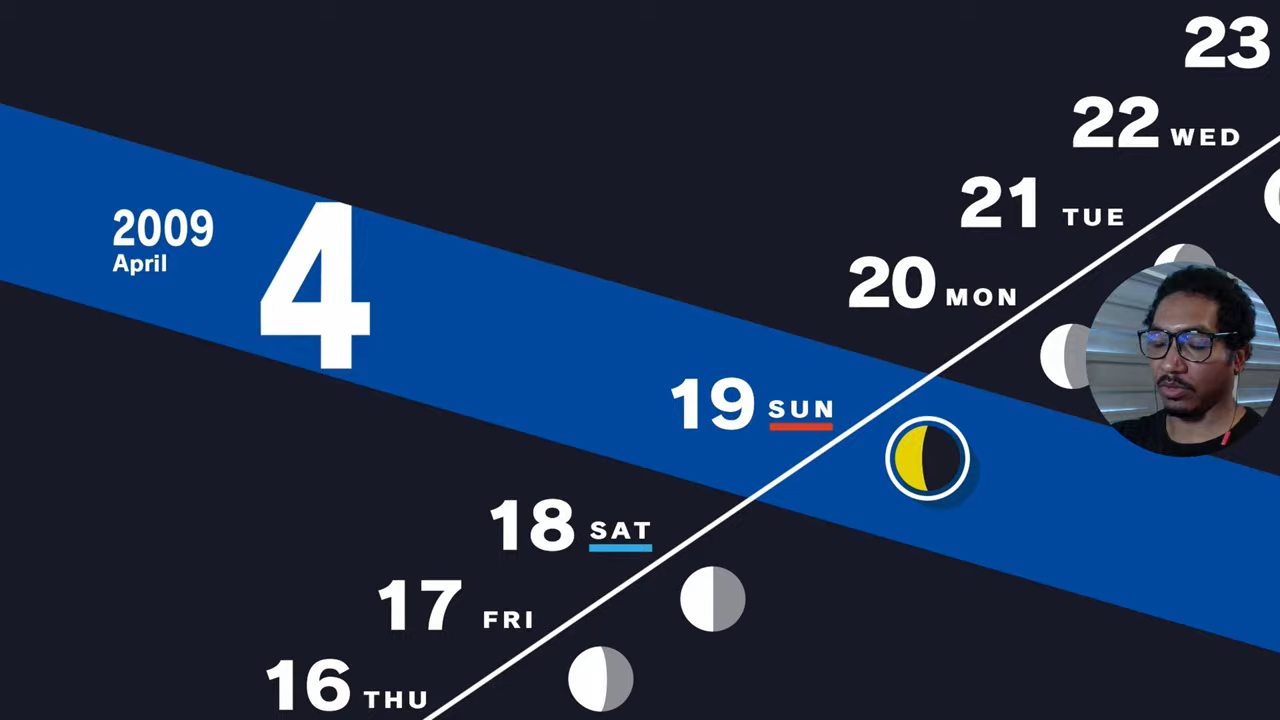 23
22 WED
21 TUE
20 MON
2009
April
4
19 SUN
18 SAT
17 FRI
16 THU